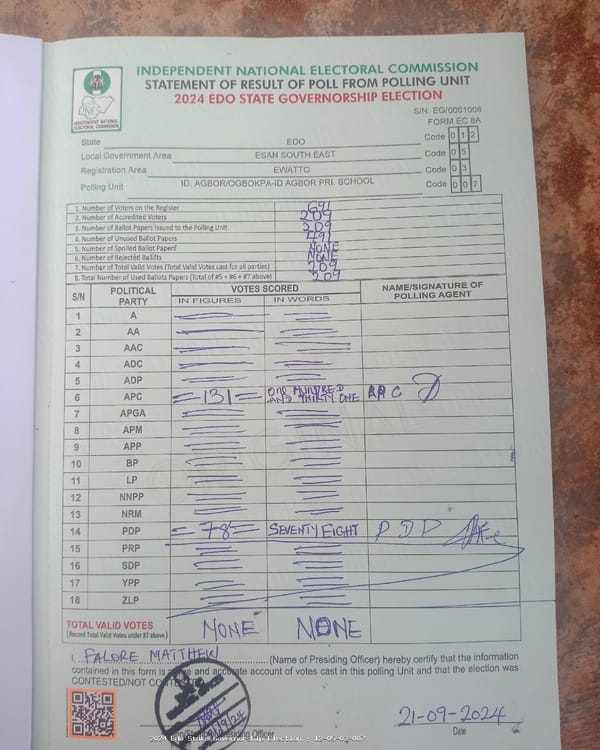 INDEPENDENT NATIONAL ELECTORAL COMMISSION
STATEMENT OF RESULT OF POLL FROM POLLING UNIT
2024 EDO STATE GOVERNORSHIP ELECTION
INDEPENDENT NATIONAL ELECTORAL COMMISSION
S/N: EG/0001008
FORM EC 8A
State EDO Code 0 1 2
Local Government Area ESAN SOUTH EAST Code 0 5
Registration Area EWATTO Code 0 3
Polling Unit ID. AGBOR/OGBOKPA-ID AGBOR PRI. SCHOOL Code 0 0 7
1. Number of Voters on the Register 691
2. Number of Accredited Voters 209
3. Number of Ballot Papers Issued to the Polling Unit 209
4. Number of Unused Ballot Papers 491
5. Number of Spoiled Ballot Papers NONE
6. Number of Rejected Ballots NONE
7. Number of Total Valid Votes (Total Valid Votes cast for all parties) 209
8. Total Number of Used Ballots Papers (Total of #5 + #6 + #7 above) 209
S/N POLITICAL PARTY VOTES SCORED NAME/SIGNATURE OF POLLING AGENT
IN FIGURES IN WORDS
1 A
2 AA
3 AAC
4 ADC
5 ADP
6 APC =131= ONE HUNDRED AND THIRTY ONE APC
7 APGA
8 APM
9 APP
10 BP
11 LP
12 NNPP
13 NRM
14 PDP =78= SEVENTY EIGHT PDP
15 PRP
16 SDP
17 YPP
18 ZLP
TOTAL VALID VOTES NONE NONE
(Record Total Valid Votes under #7 above)
I, FALORE MATTHEW (Name of Presiding Officer) hereby certify that the information
contained in this form is a true and accurate account of votes cast in this polling Unit and that the election was
CONTESTED/NOT CONTESTED
21-09-2024
Date
Presiding Officer
2024 Edo State Governorship Election - 12-05-03-007